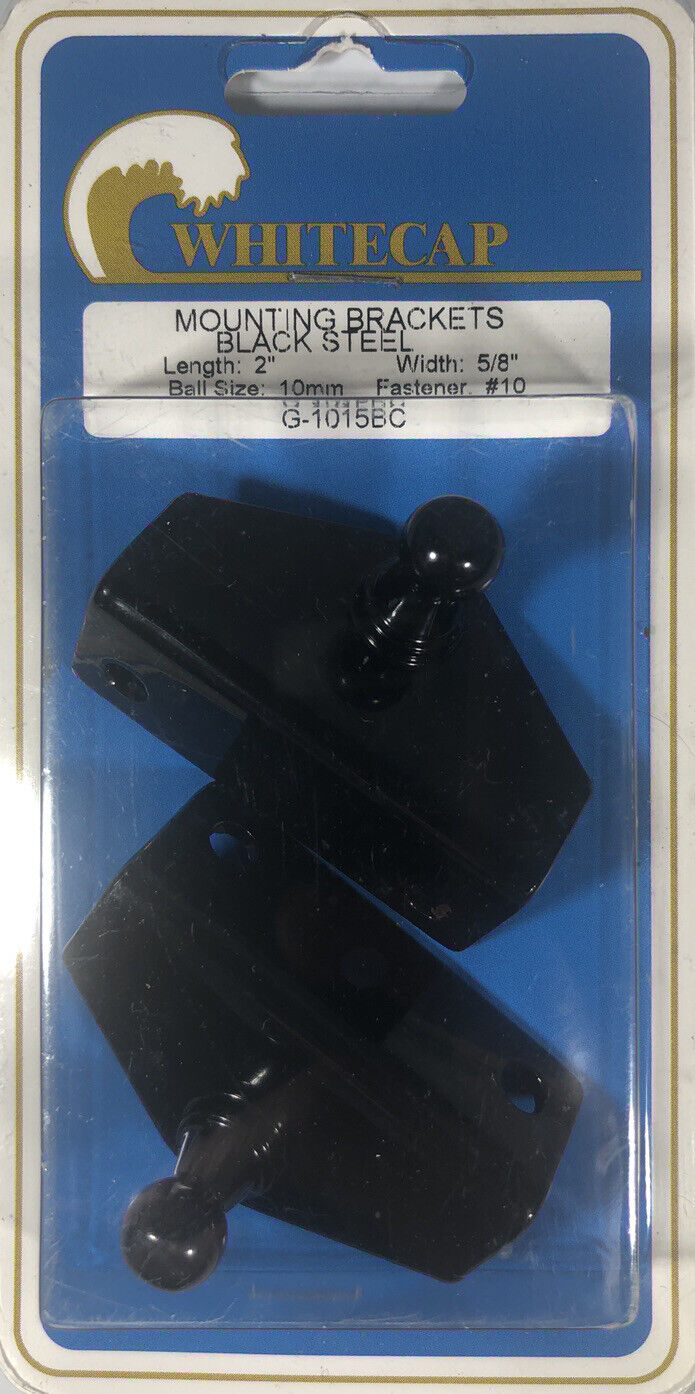 WHITECAP
MOUNTING BRACKETS
BLACK STEEL
Length: 2" Width: 5/8"
Ball Size: 10mm Fastener. #10
G-1015BC